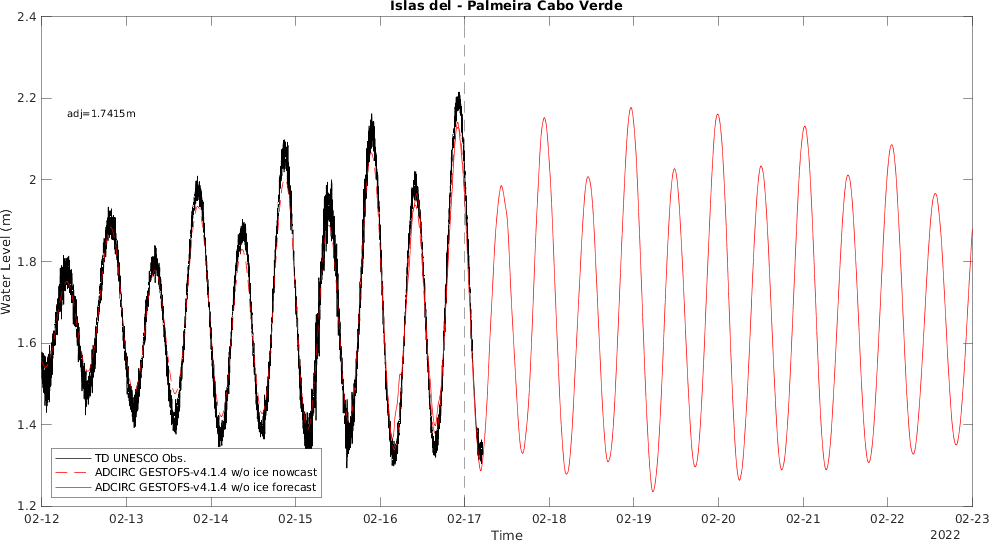 Islas del - Palmeira Cabo Verde
2.4
2.2
2
1.8
1.6
1.4
1.2
Water Level (m)
adj=1.7415m
TD UNESCO Obs.
ADCIRC GESTOFS-v4.1.4 w/o ice nowcast
ADCIRC GESTOFS-v4.1.4 w/o ice forecast
02-12 02-13 02-14 02-15 02-16 02-17 02-18 02-19 02-20 02-21 02-22 02-23
Time
2022